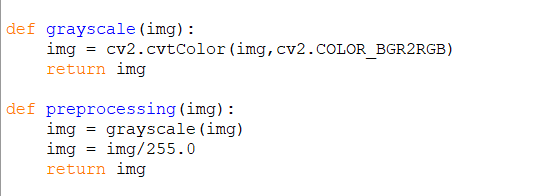 def grayscale(img):
    img = cv2.cvtColor(img,cv2.COLOR_BGR2RGB)
    return img
def preprocessing(img):
    img = grayscale(img)
    img = img/255.0
    return img